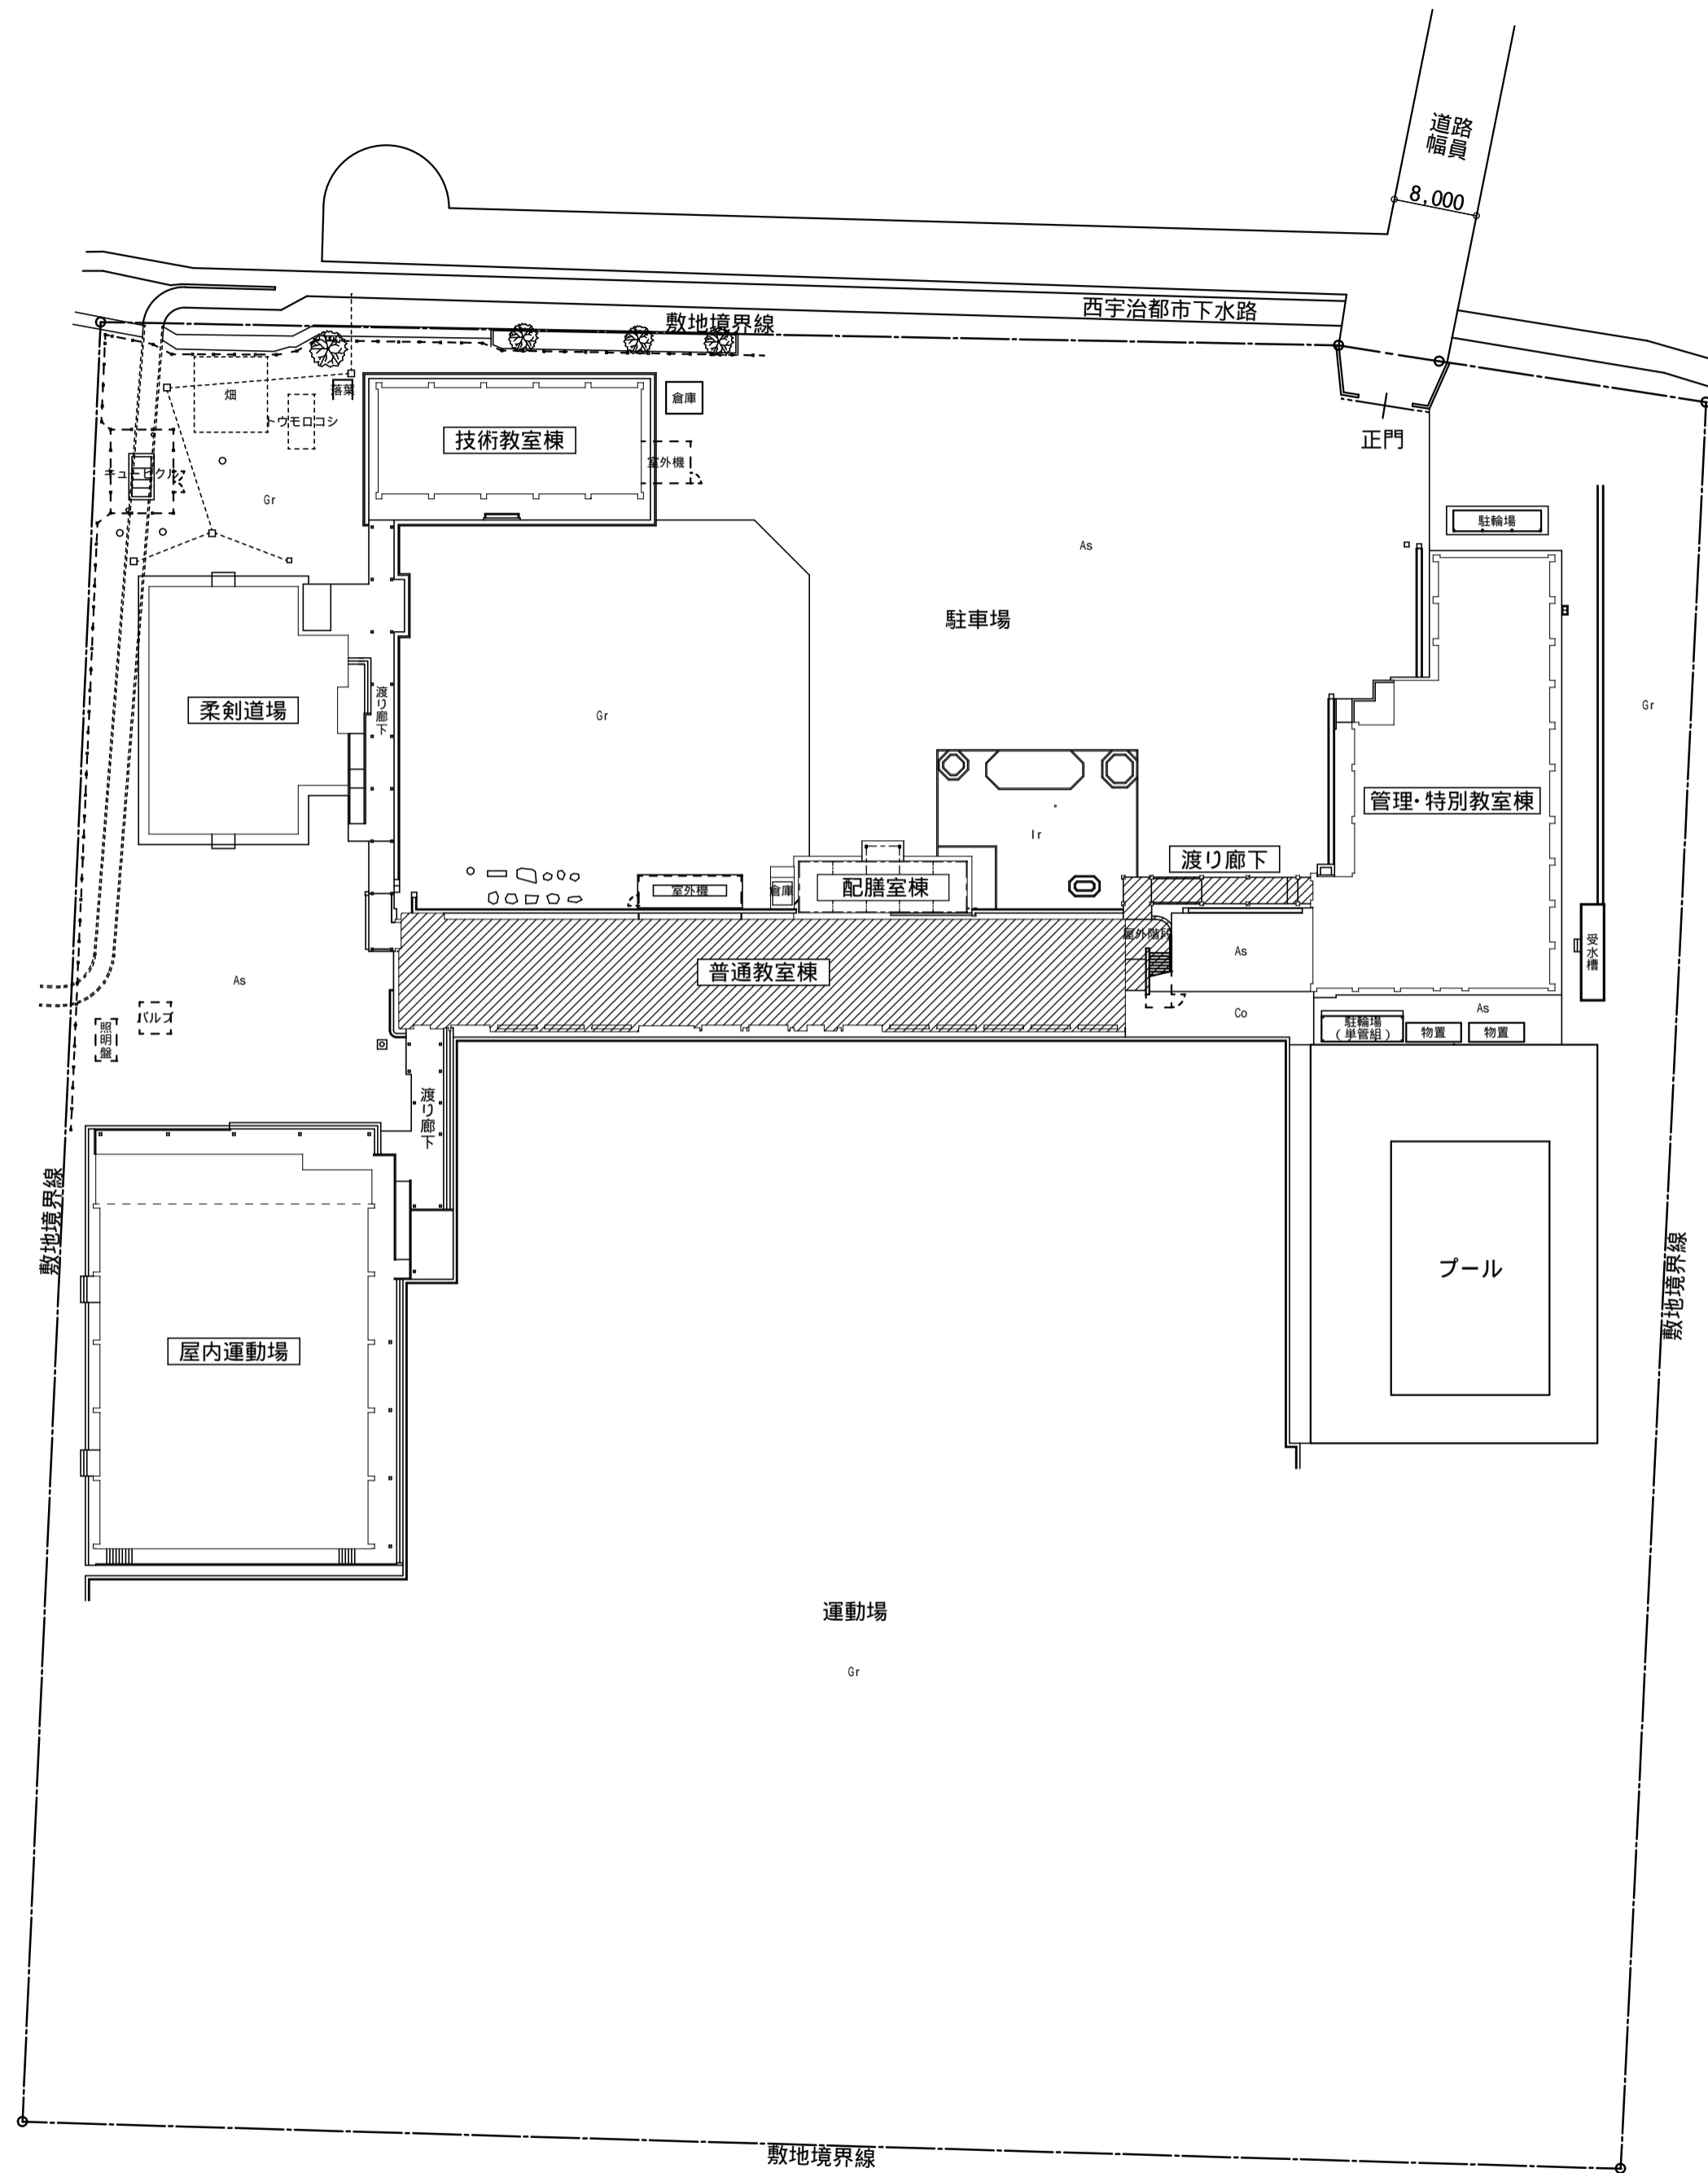 道路
幅員
8,000
西宇治都市下水路
敷地境界線
落葉
畑
トウモロコシ
倉庫
技術教室棟
正門
室外機
キュービクル
Gr
駐輪場
As
駐車場
柔剣道場
渡り廊下
Gr
Gr
管理・特別教室棟
Ir
渡り廊下
室外機
倉庫
配膳室棟
屋外階段
As
受水槽
普通教室棟
As
バルブ
照明盤
Co
As
駐輪場
(単管組)
物置
物置
渡り廊下
敷地境界線
敷地境界線
プール
屋内運動場
運動場
Gr
敷地境界線